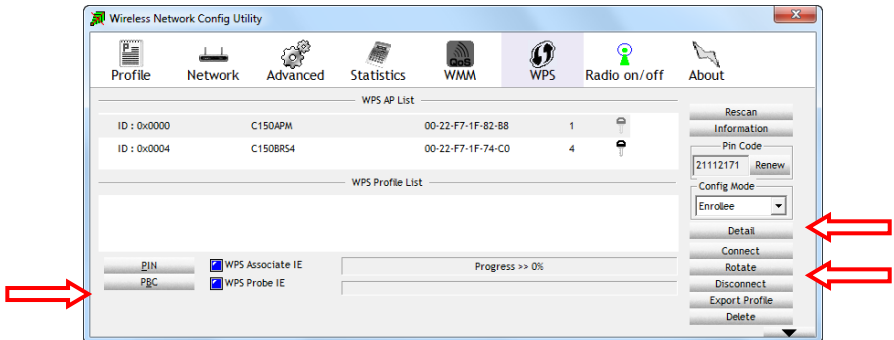 Wireless Network Config Utility
Profile Network Advanced Statistics QoS WMM WPS Radio on/off About
WPS AP List
ID : 0x0000 C150APM 00-22-F7-1F-82-B8 1
ID : 0x0004 C150BRS4 00-22-F7-1F-74-C0 4
WPS Profile List
PIN WPS Associate IE Progress >> 0%
PBC WPS Probe IE
Rescan
Information
Pin Code
21112171 Renew
Config Mode
Enrollee
Detail
Connect
Rotate
Disconnect
Export Profile
Delete